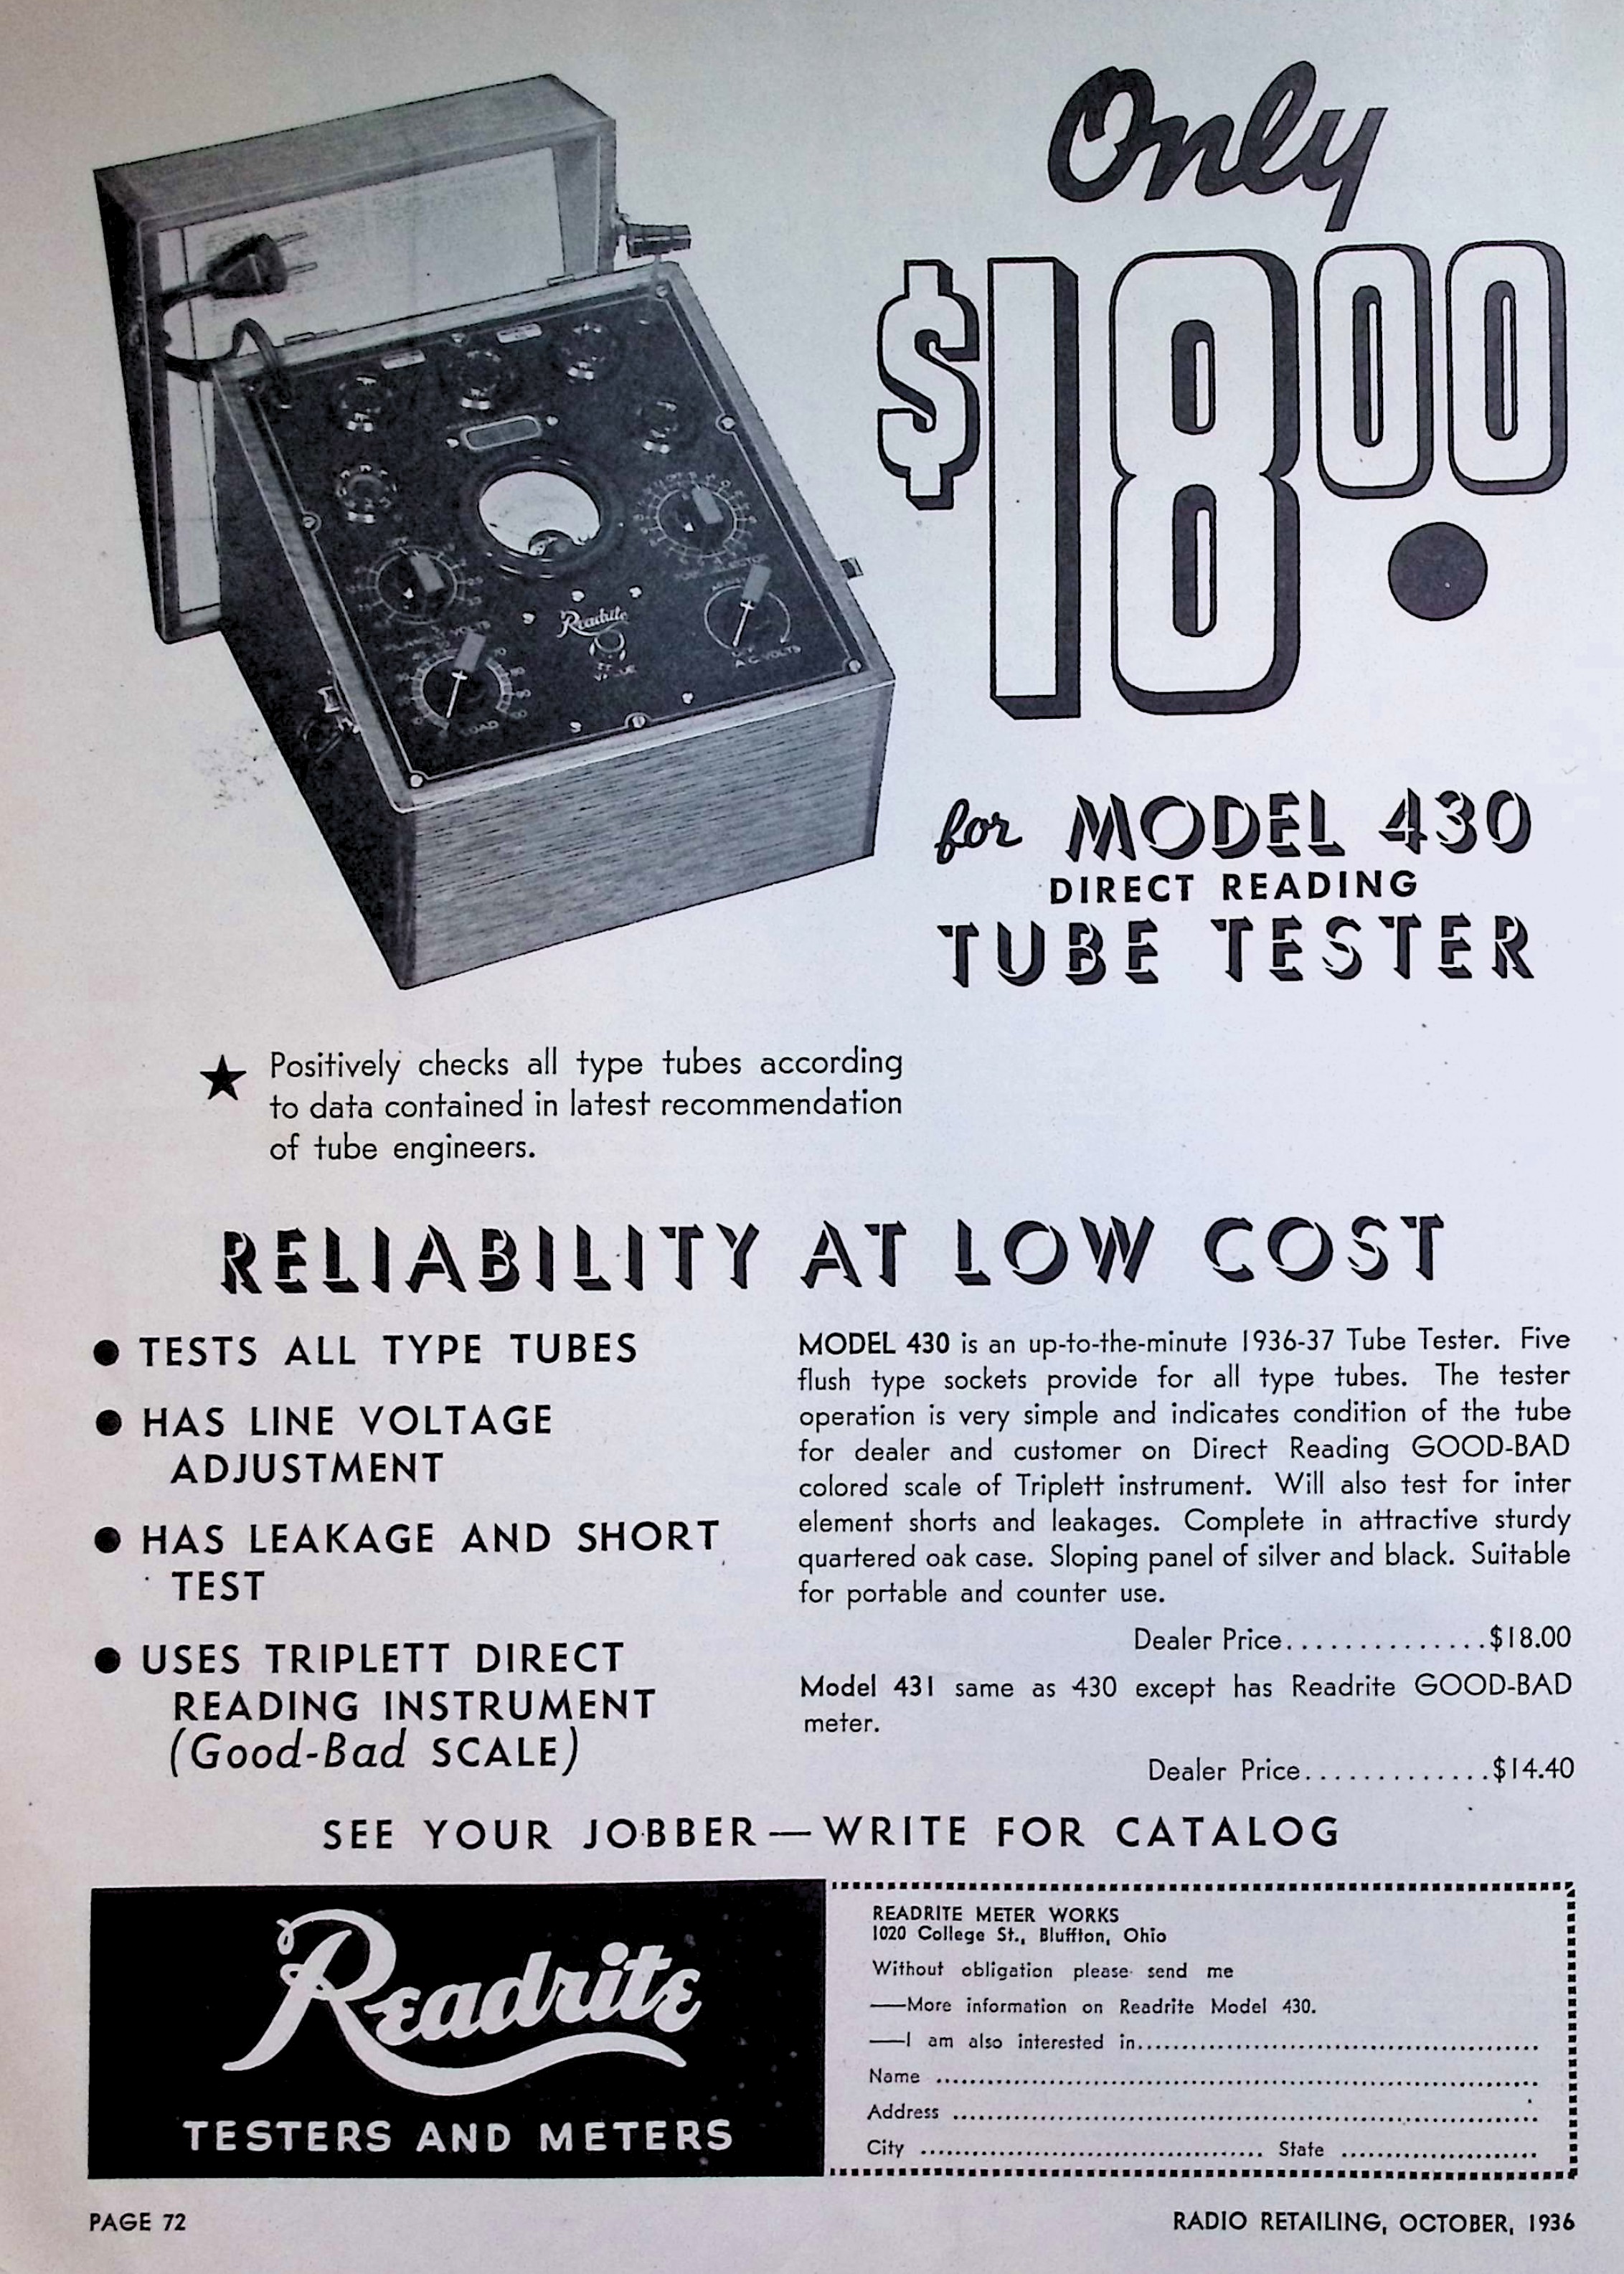 Only
$18.00
for MODEL 430
DIRECT READING
TUBE TESTER
Readrite
A.C. VOLTS
LOAD
★ Positively checks all type tubes according
to data contained in latest recommendation
of tube engineers.
RELIABILITY AT LOW COST
● TESTS ALL TYPE TUBES
● HAS LINE VOLTAGE
ADJUSTMENT
● HAS LEAKAGE AND SHORT
TEST
● USES TRIPLETT DIRECT
READING INSTRUMENT
(Good-Bad SCALE)
MODEL 430 is an up-to-the-minute 1936-37 Tube Tester. Five
flush type sockets provide for all type tubes. The tester
operation is very simple and indicates condition of the tube
for dealer and customer on Direct Reading GOOD-BAD
colored scale of Triplett instrument. Will also test for inter
element shorts and leakages. Complete in attractive sturdy
quartered oak case. Sloping panel of silver and black. Suitable
for portable and counter use.
Dealer Price..............$18.00
Model 431 same as 430 except has Readrite GOOD-BAD
meter.
Dealer Price.............$14.40
SEE YOUR JOBBER—WRITE FOR CATALOG
Readrite
TESTERS AND METERS
READRITE METER WORKS
1020 College St., Bluffton, Ohio
Without obligation please send me
——More information on Readrite Model 430.
——I am also interested in..........
Name ..........
Address ..........
City .......... State ..........
PAGE 72
RADIO RETAILING, OCTOBER, 1936